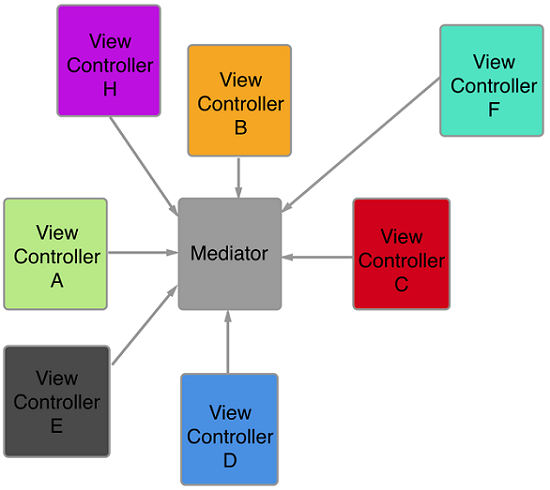 View
Controller
H
View
Controller
B
View
Controller
F
View
Controller
A
Mediator
View
Controller
C
View
Controller
E
View
Controller
D